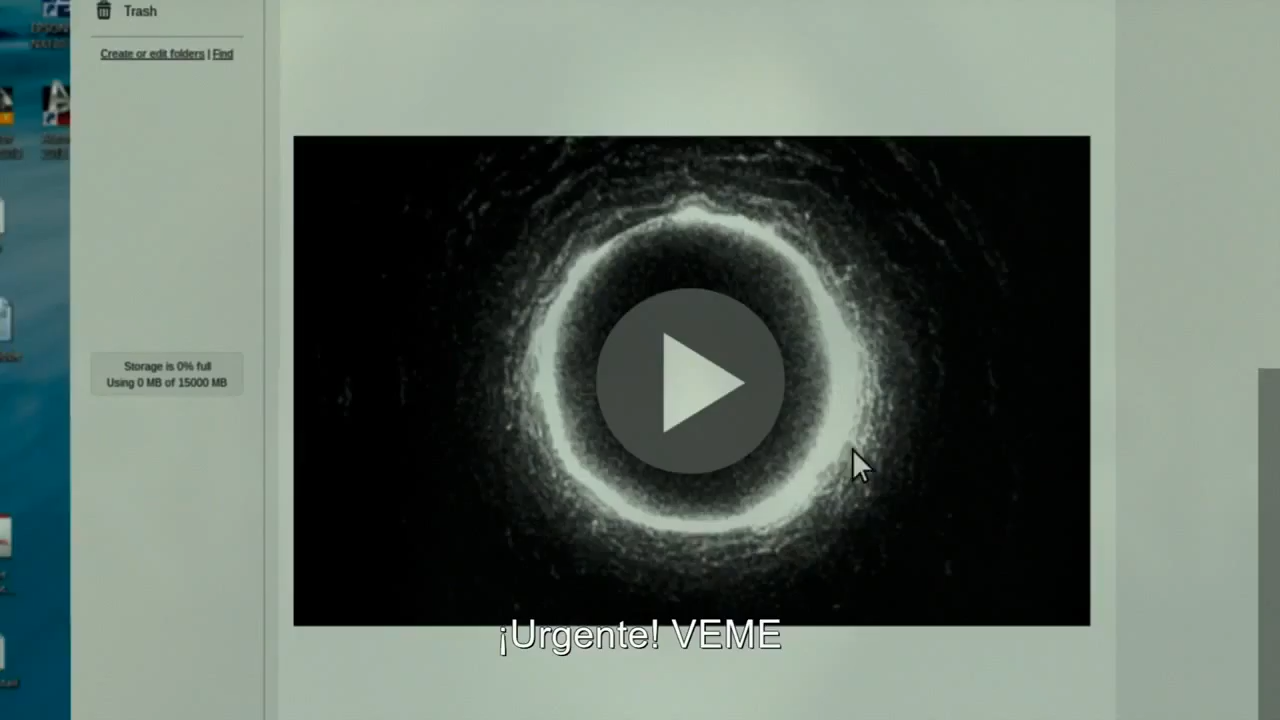 Trash
Create or edit folders | Find
Storage is 0% full
Using 0 MB of 15000 MB
¡Urgente! VEME